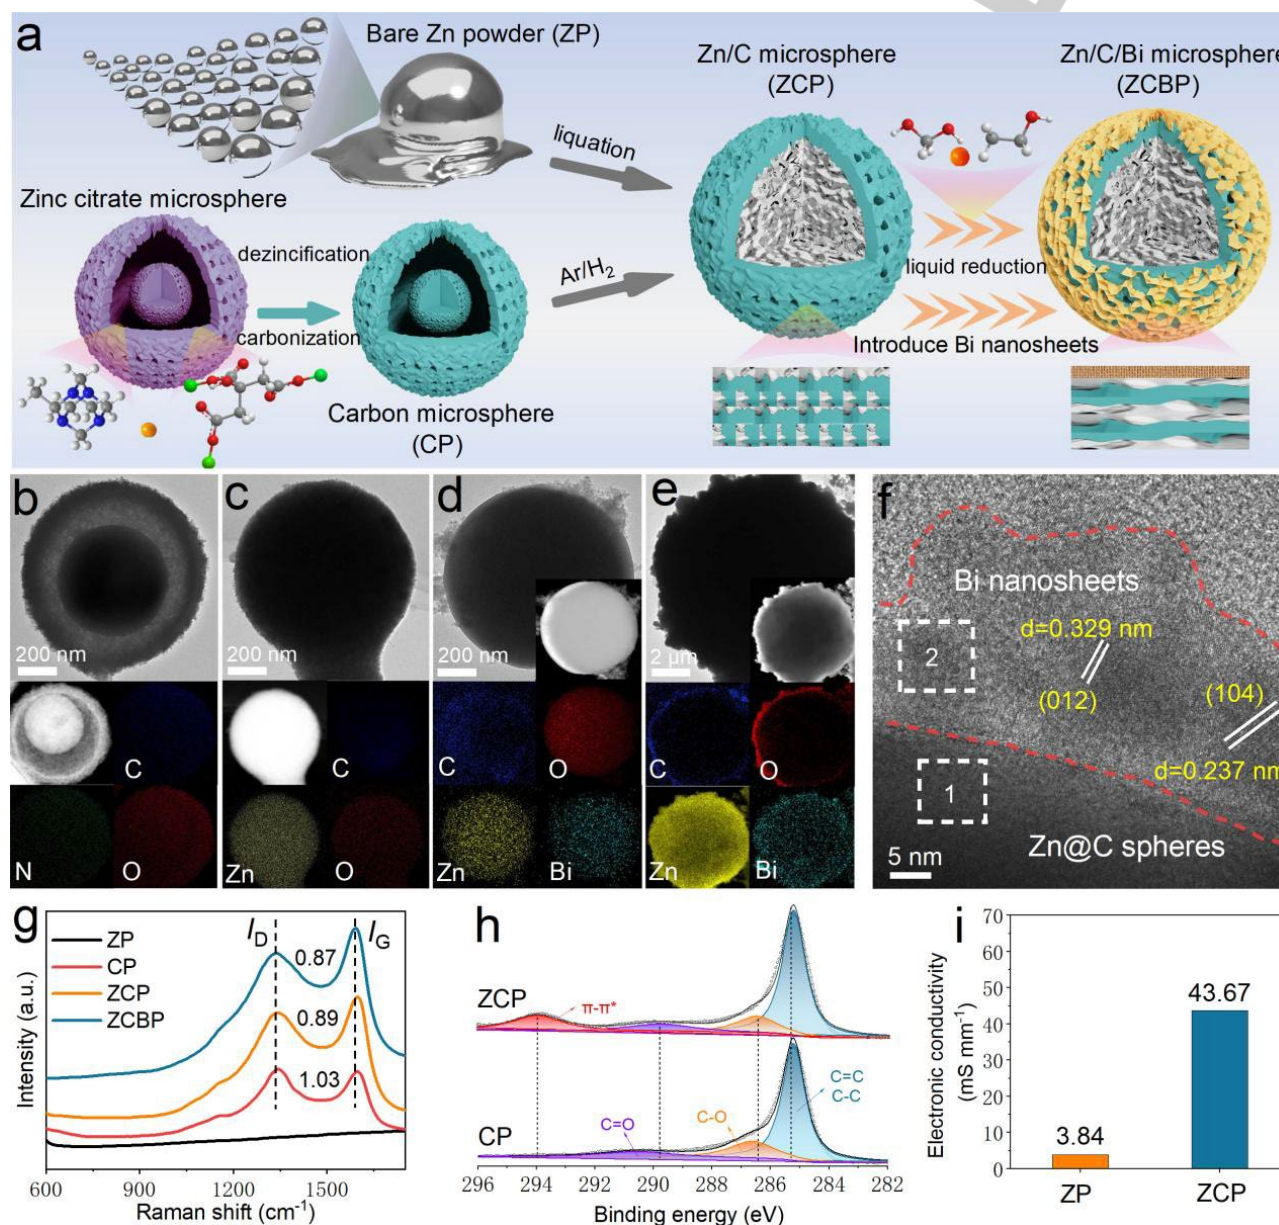 a
Bare Zn powder (ZP)
Zn/C microsphere
(ZCP)
Zn/C/Bi microsphere
(ZCBP)
liquation
Zinc citrate microsphere
dezincification
carbonization
Ar/H2
liquid reduction
Introduce Bi nanosheets
Carbon microsphere
(CP)
b
200 nm
C
N
O
c
200 nm
C
Zn
O
d
200 nm
C
O
Zn
Bi
e
2 μm
C
O
Zn
Bi
f
Bi nanosheets
d=0.329 nm
2
(012)
(104)
d=0.237 nm
1
Zn@C spheres
5 nm
g
ZP
CP
ZCP
ZCBP
ID
IG
0.87
0.89
1.03
Intensity (a.u.)
600
900
1200
1500
Raman shift (cm-1)
h
ZCP
π-π*
C=C
C-C
C=O
C-O
CP
296
294
292
290
288
286
284
282
Binding energy (eV)
i
Electronic conductivity
(mS mm-1)
70
60
50
40
30
20
10
0
3.84
43.67
ZP
ZCP